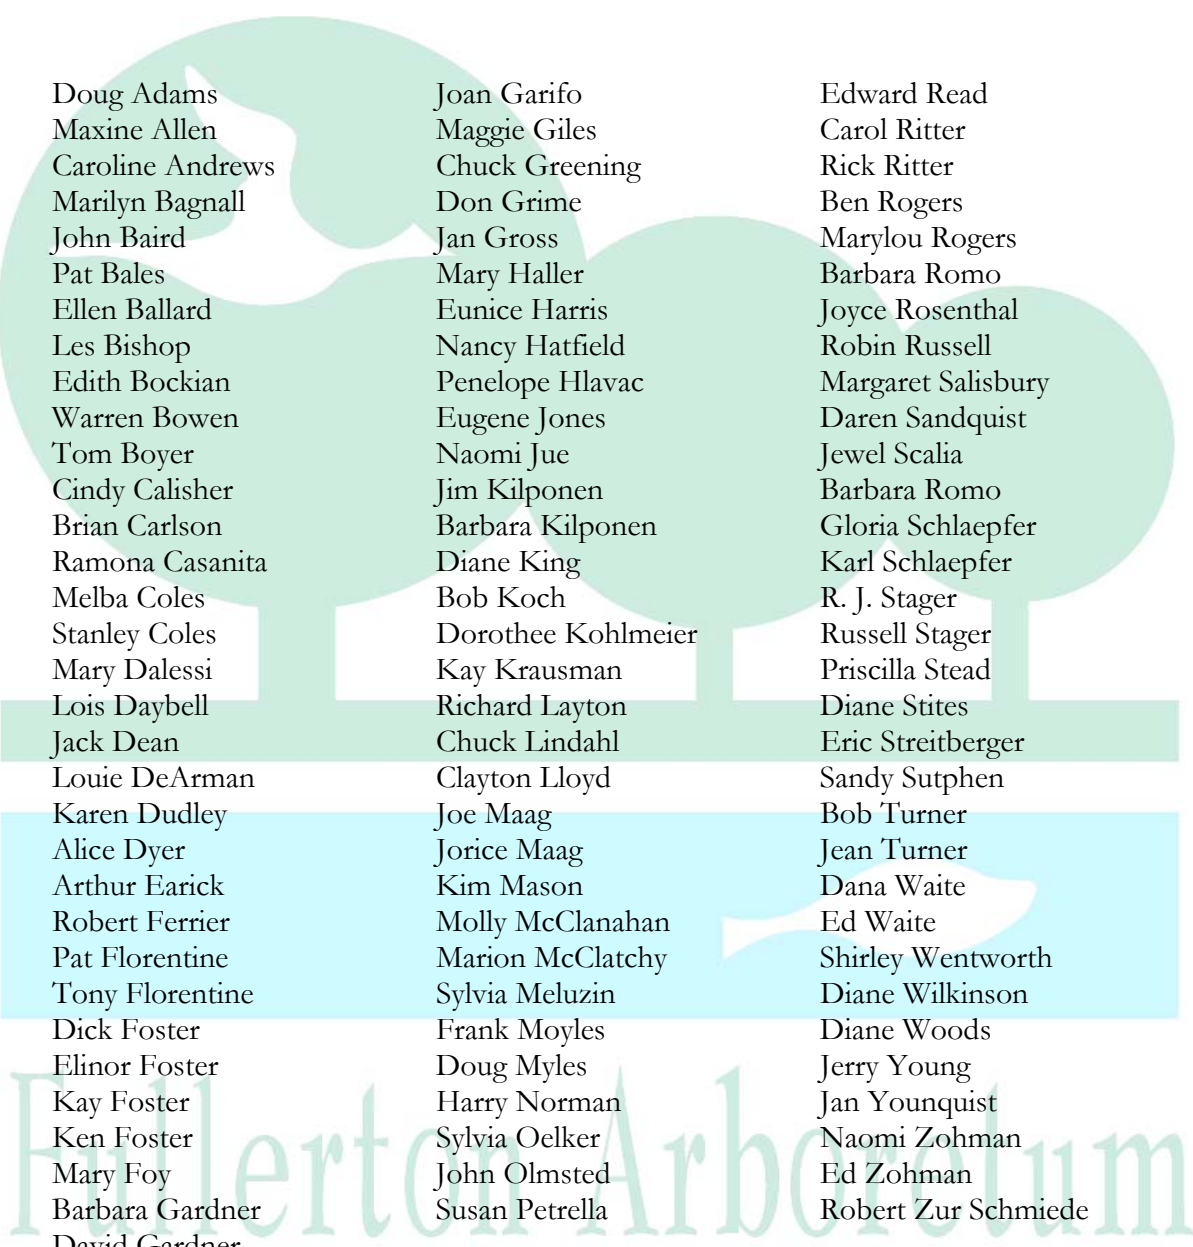 Doug Adams
Maxine Allen
Caroline Andrews
Marilyn Bagnall
John Baird
Pat Bales
Ellen Ballard
Les Bishop
Edith Bockian
Warren Bowen
Tom Boyer
Cindy Calisher
Brian Carlson
Ramona Casanita
Melba Coles
Stanley Coles
Mary Dalessi
Lois Daybell
Jack Dean
Louie DeArman
Karen Dudley
Alice Dyer
Arthur Earick
Robert Ferrier
Pat Florentine
Tony Florentine
Dick Foster
Elinor Foster
Kay Foster
Ken Foster
Mary Foy
Barbara Gardner
David Gardner
Joan Garifo
Maggie Giles
Chuck Greening
Don Grime
Jan Gross
Mary Haller
Eunice Harris
Nancy Hatfield
Penelope Hlavac
Eugene Jones
Naomi Jue
Jim Kilponen
Barbara Kilponen
Diane King
Bob Koch
Dorothee Kohlmeier
Kay Krausman
Richard Layton
Chuck Lindahl
Clayton Lloyd
Joe Maag
Jorice Maag
Kim Mason
Molly McClanahan
Marion McClatchy
Sylvia Meluzin
Frank Moyles
Doug Myles
Harry Norman
Sylvia Oelker
John Olmsted
Susan Petrella
Edward Read
Carol Ritter
Rick Ritter
Ben Rogers
Marylou Rogers
Barbara Romo
Joyce Rosenthal
Robin Russell
Margaret Salisbury
Daren Sandquist
Jewel Scalia
Barbara Romo
Gloria Schlaepfer
Karl Schlaepfer
R. J. Stager
Russell Stager
Priscilla Stead
Diane Stites
Eric Streitberger
Sandy Sutphen
Bob Turner
Jean Turner
Dana Waite
Ed Waite
Shirley Wentworth
Diane Wilkinson
Diane Woods
Jerry Young
Jan Younquist
Naomi Zohman
Ed Zohman
Robert Zur Schmiede
Fullerton Arboretum